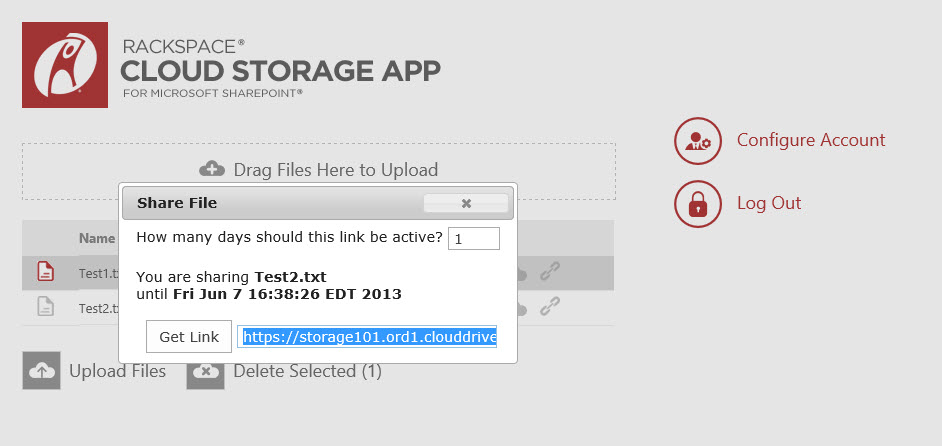 RACKSPACE®
CLOUD STORAGE APP
FOR MICROSOFT SHAREPOINT®
Configure Account
Drag Files Here to Upload
Share File
Log Out
How many days should this link be active? 1
Name
Test1.tx
You are sharing Test2.txt
until Fri Jun 7 16:38:26 EDT 2013
Test2.tx
Get Link https://storage101.ord1.clouddrive
Upload Files Delete Selected (1)